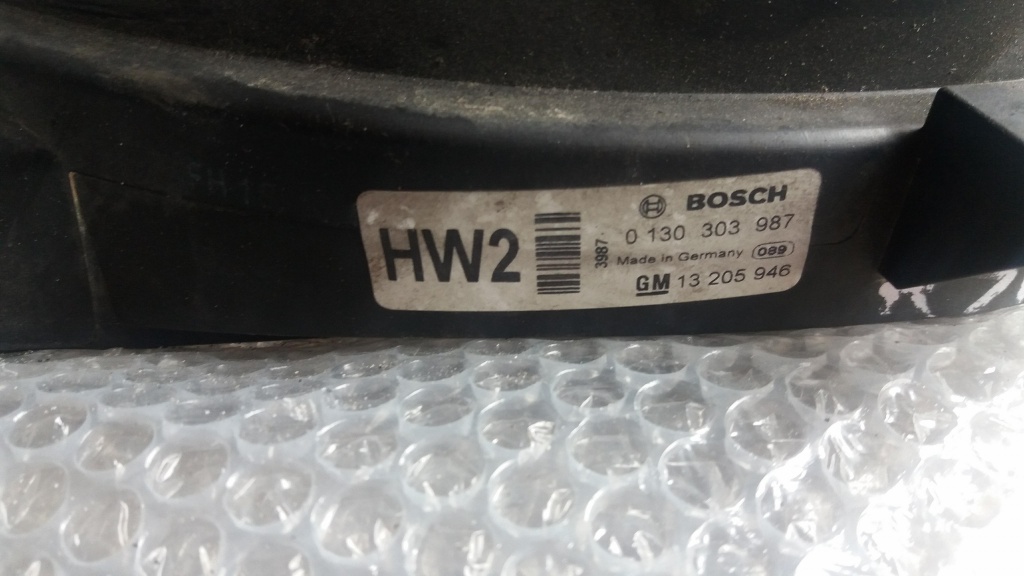 HW2
3987
BOSCH
0 130 303 987
Made in Germany 089
GM 13 205 946